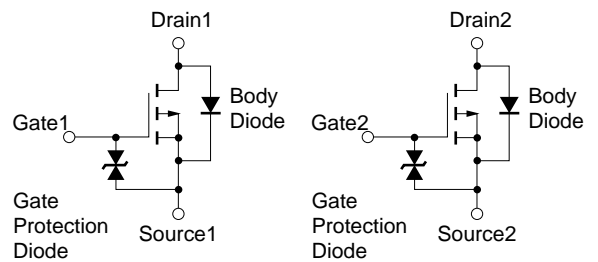 Drain1
Body
Diode
Gate1
Gate
Protection
Diode
Source1
Drain2
Body
Diode
Gate2
Gate
Protection
Diode
Source2